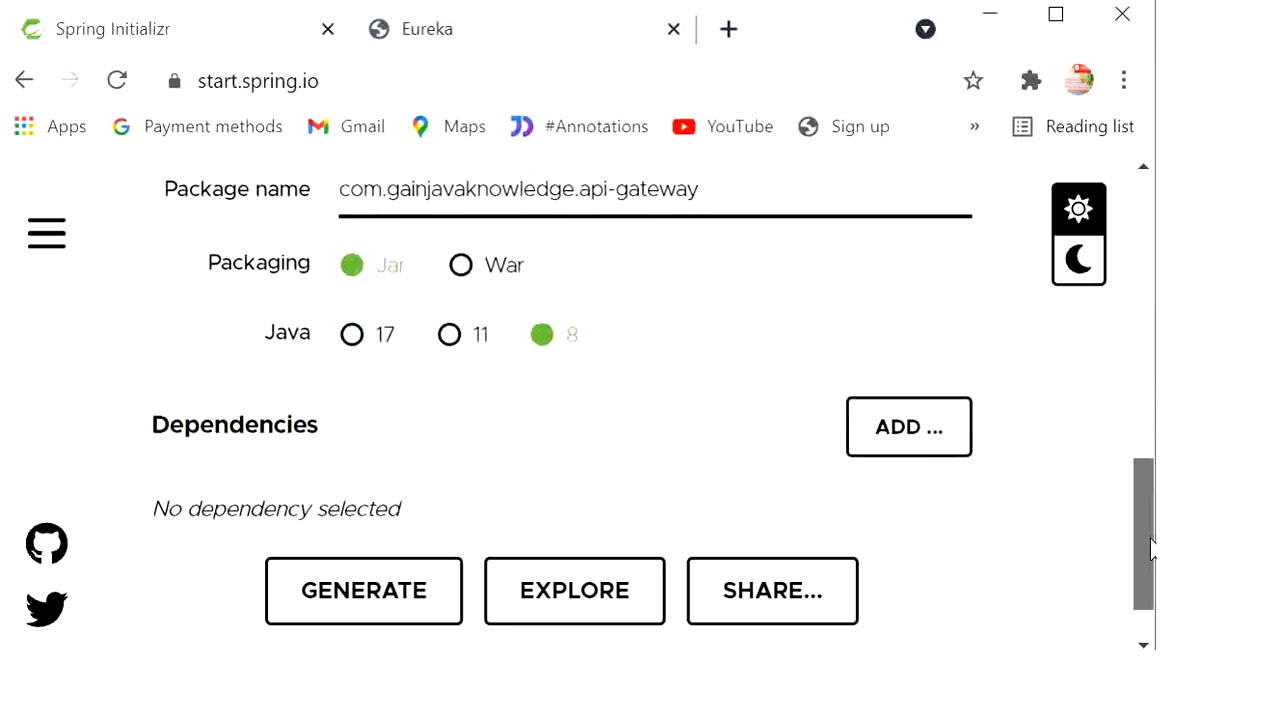 Spring Initializr
Eureka
start.spring.io
Apps Payment methods Gmail Maps #Annotations YouTube Sign up » Reading list
Package name com.gainjavaknowledge.api-gateway
Packaging Jar War
Java 17 11 8
Dependencies ADD ...
No dependency selected
GENERATE EXPLORE SHARE...